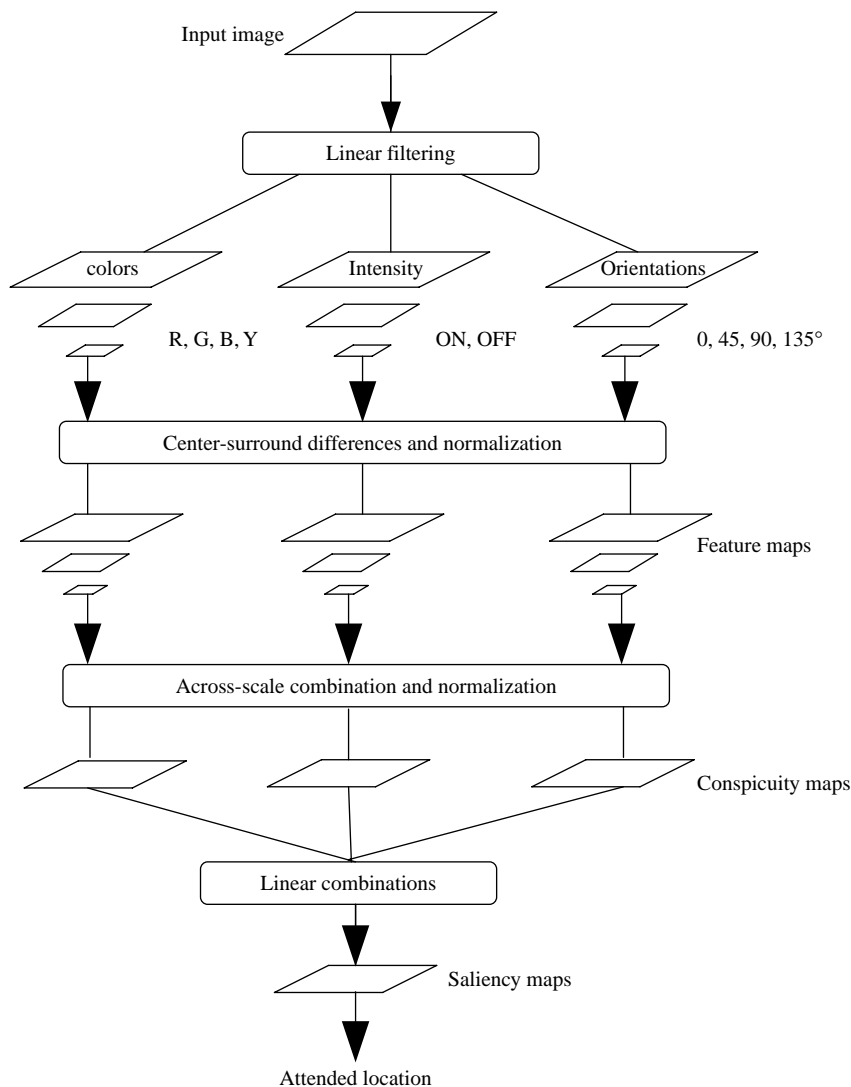 Input image
Linear filtering
colors
Intensity
Orientations
R, G, B, Y
ON, OFF
0, 45, 90, 135°
Center-surround differences and normalization
Feature maps
Across-scale combination and normalization
Conspicuity maps
Linear combinations
Saliency maps
Attended location